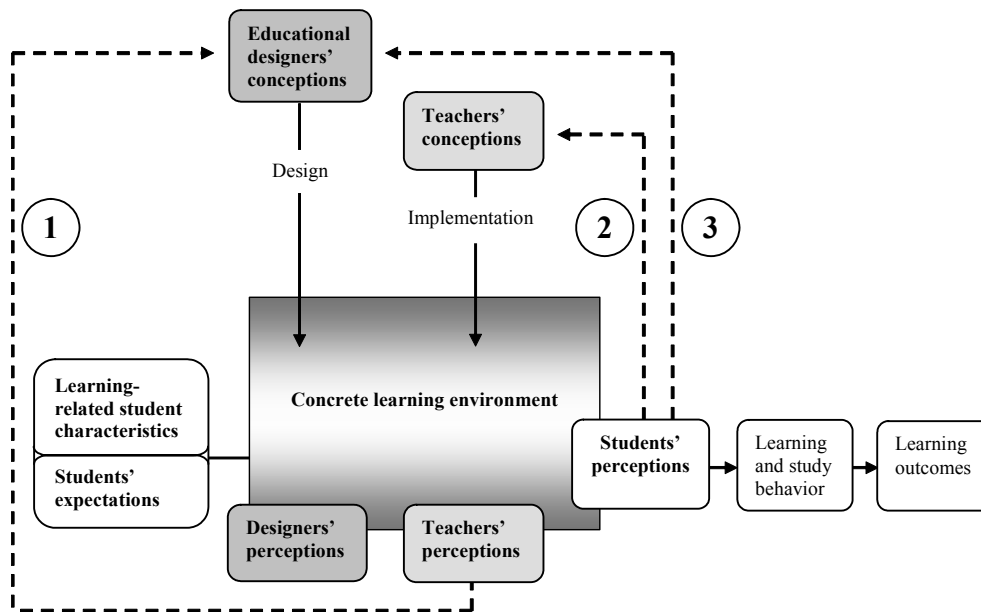 Educational
designers’
conceptions
Teachers’
conceptions
Design
Implementation
1
2
3
Learning-
related student
characteristics
Students’
expectations
Concrete learning environment
Students’
perceptions
Learning
and study
behavior
Learning
outcomes
Designers’
perceptions
Teachers’
perceptions